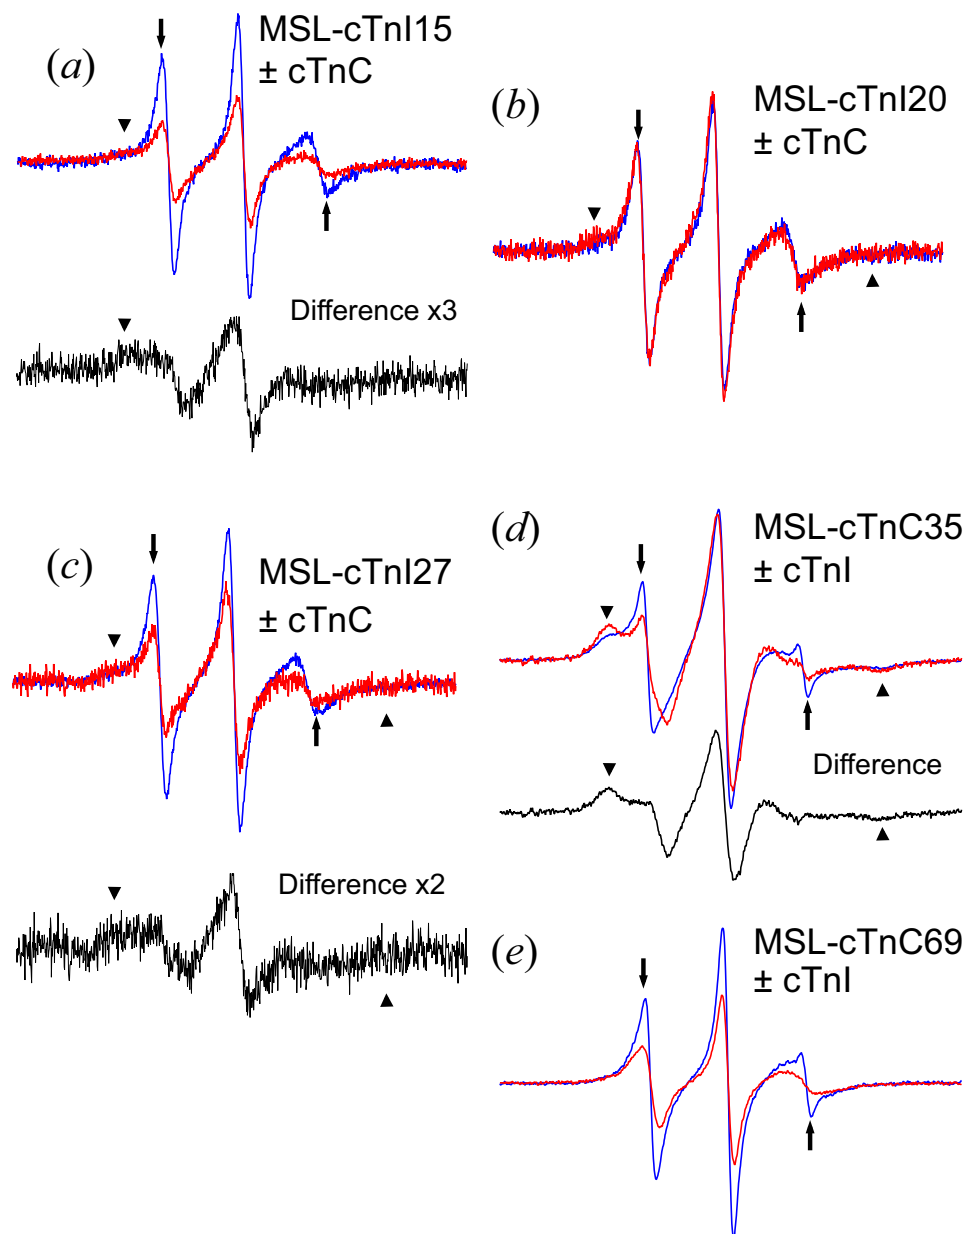 (a)
MSL-cTnI15
± cTnC
Difference x3
(b)
MSL-cTnI20
± cTnC
(c)
MSL-cTnI27
± cTnC
Difference x2
(d)
MSL-cTnC35
± cTnI
Difference
(e)
MSL-cTnC69
± cTnI